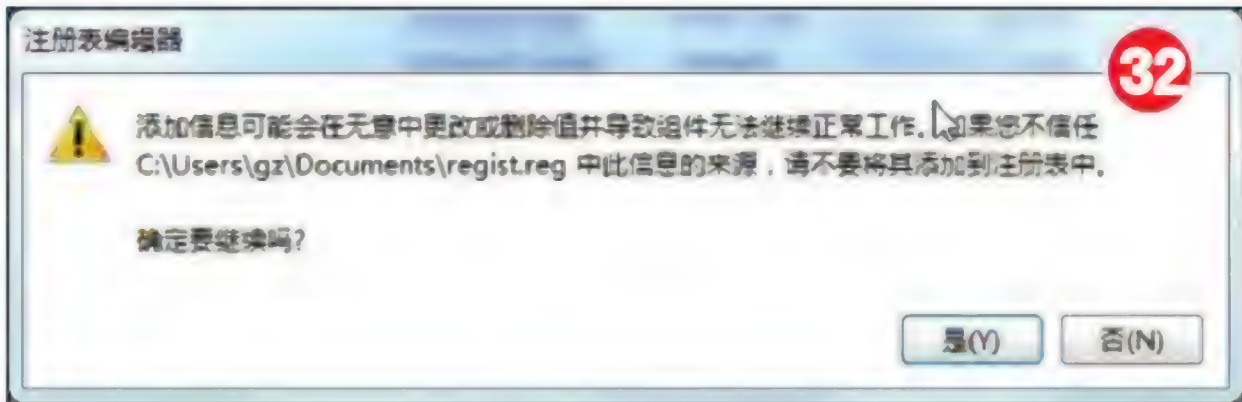 注册表编辑器
32
添加信息可能会在无意中更改或删除值并导致组件无法继续正常工作。如果您不信任
C:\Users\gz\Documents\regist.reg 中此信息的来源，请不要将其添加到注册表中。
确定要继续吗?
是(Y)
否(N)